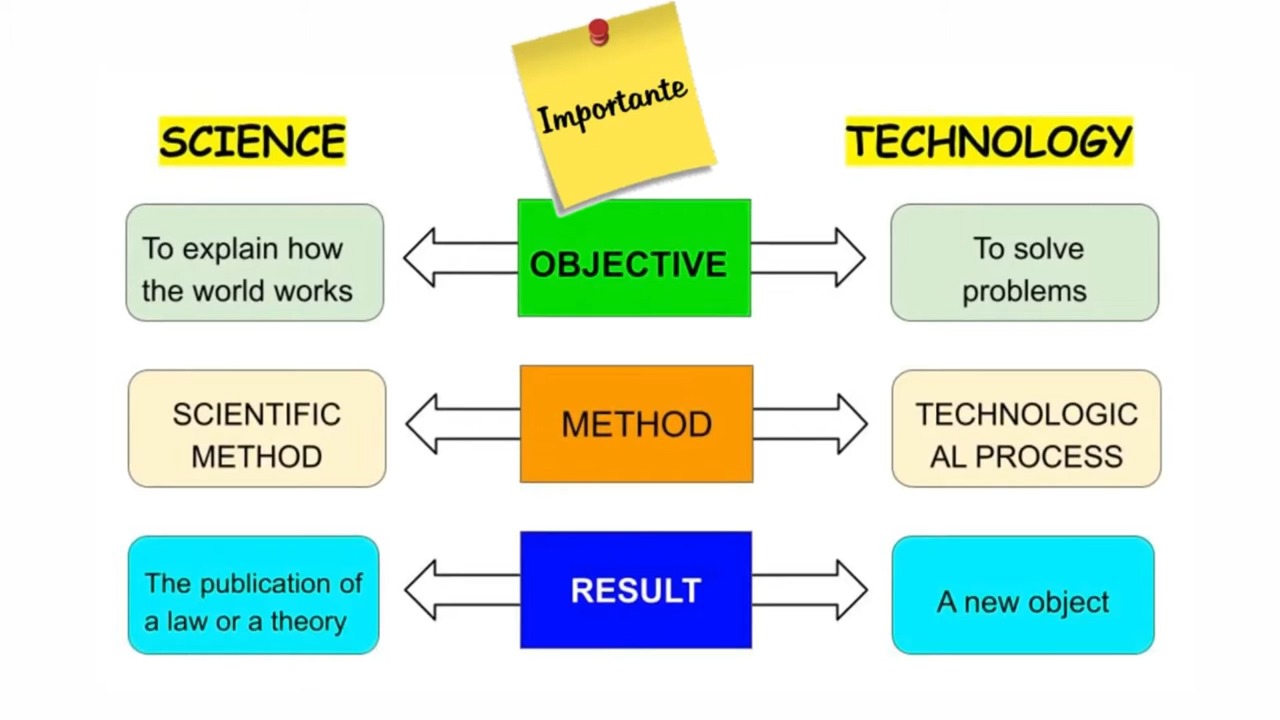 Importante
SCIENCE
TECHNOLOGY
To explain how
the world works
OBJECTIVE
To solve
problems
SCIENTIFIC
METHOD
METHOD
TECHNOLOGIC
AL PROCESS
The publication of
a law or a theory
RESULT
A new object